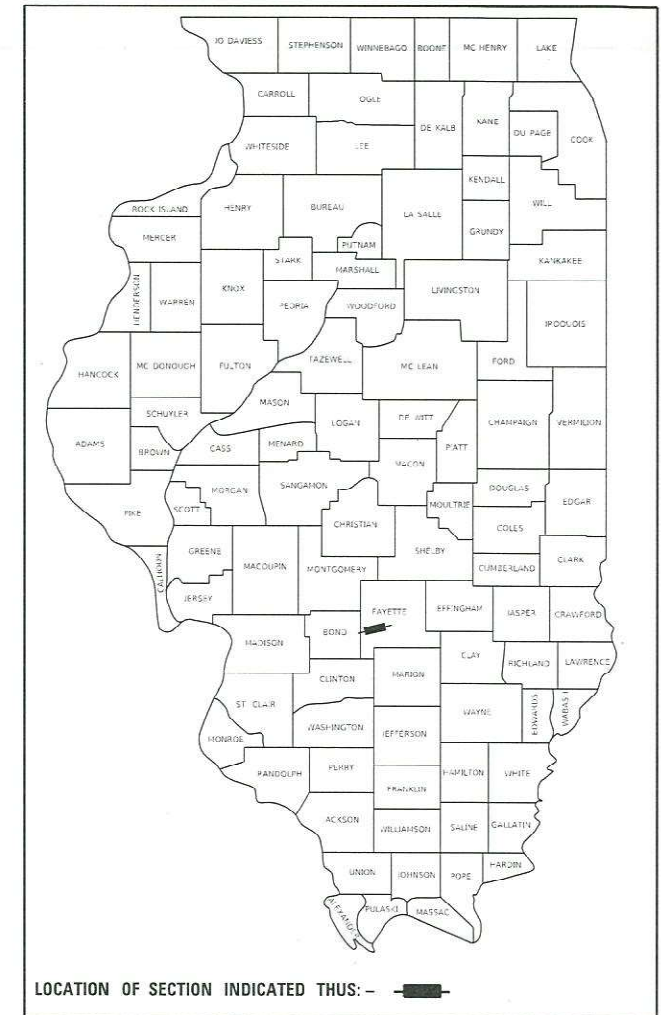 JO DAVIESS STEPHENSON WINNEBAGO BOONE MC HENRY LAKE
CARROLL OGLE DE KALB KANE DU PAGE COOK
WHITESIDE LEE
KENDALL
ROCK ISLAND HENRY BUREAU LA SALLE WILL
MERCER PUTNAM GRUNDY
STARK MARSHALL KANKAKEE
HENDERSON WARREN KNOX PEORIA WOODFORD LIVINGSTON
IROQUOIS
HANCOCK MC DONOUGH FULTON TAZEWELL MC LEAN FORD
MASON
SCHUYLER LOGAN DE WITT CHAMPAIGN VERMILION
ADAMS BROWN CASS MENARD PIATT
MACON
PIKE SCOTT MORGAN SANGAMON MOULTRIE DOUGLAS EDGAR
CHRISTIAN COLES
CALHOUN GREENE MACOUPIN MONTGOMERY SHELBY CUMBERLAND CLARK
JERSEY FAYETTE EFFINGHAM JASPER CRAWFORD
MADISON BOND
CLAY RICHLAND LAWRENCE
CLINTON MARION
ST CLAIR WAYNE EDWARDS WABASH
MONROE WASHINGTON JEFFERSON
RANDOLPH PERRY HAMILTON WHITE
FRANKLIN
JACKSON WILLIAMSON SALINE GALLATIN
UNION JOHNSON POPE HARDIN
ALEXANDER PULASKI MASSAC
LOCATION OF SECTION INDICATED THUS: –